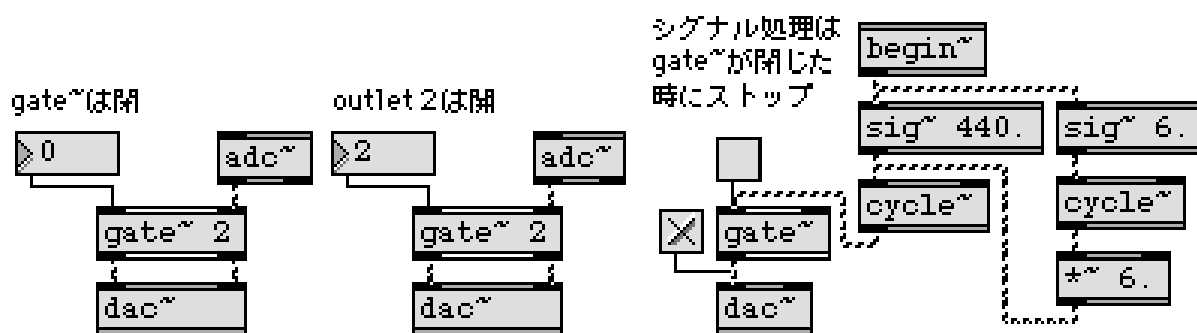 gate~は閉
0
adc~
gate~ 2
dac~
outlet 2は開
2
adc~
gate~ 2
dac~
シグナル処理は
gate~が閉じた
時にストップ
begin~
sig~ 440.
sig~ 6.
cycle~
cycle~
gate~
*~ 6.
dac~